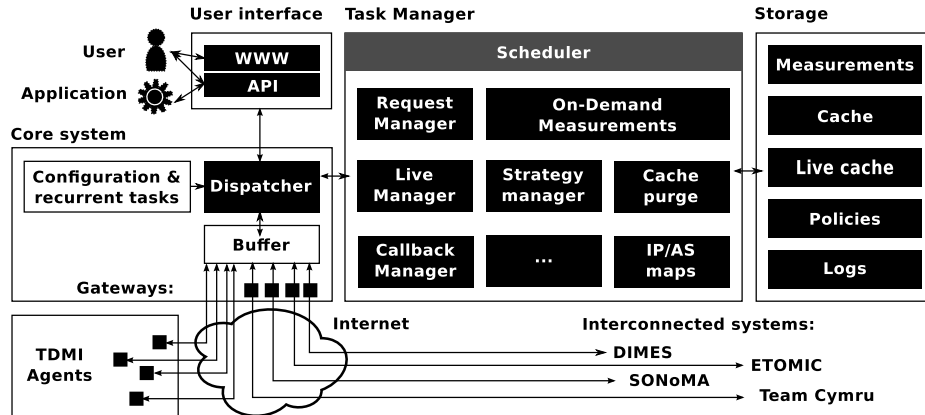 User interface
Task Manager
Storage
User
WWW
Application
API
Scheduler
Measurements
Request
Manager
On-Demand
Measurements
Cache
Core system
Configuration &
recurrent tasks
Dispatcher
Live
Manager
Strategy
manager
Cache
purge
Live cache
Policies
Buffer
Callback
Manager
...
IP/AS
maps
Logs
Gateways:
TDMI
Agents
Internet
Interconnected systems:
DIMES
ETOMIC
SONoMA
Team Cymru